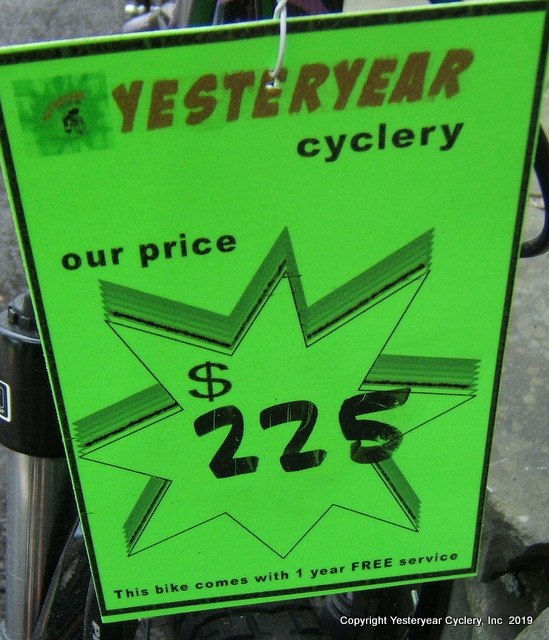 YESTERYEAR
cyclery
our price
$
225
This bike comes with 1 year FREE service
Copyright Yesteryear Cyclery, Inc 2019